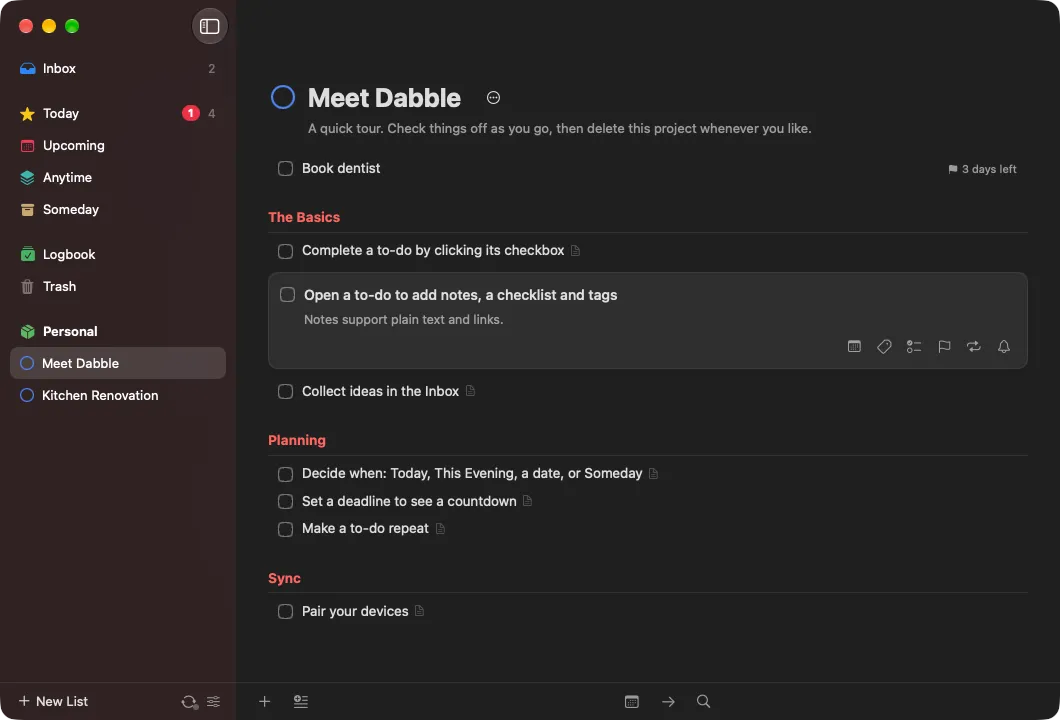 Inbox 2
Today 1 4
Upcoming
Anytime
Someday
Logbook
Trash
Personal
Meet Dabble
Kitchen Renovation
New List
Meet Dabble
A quick tour. Check things off as you go, then delete this project whenever you like.
Book dentist 3 days left
The Basics
Complete a to-do by clicking its checkbox
Open a to-do to add notes, a checklist and tags
Notes support plain text and links.
Collect ideas in the Inbox
Planning
Decide when: Today, This Evening, a date, or Someday
Set a deadline to see a countdown
Make a to-do repeat
Sync
Pair your devices